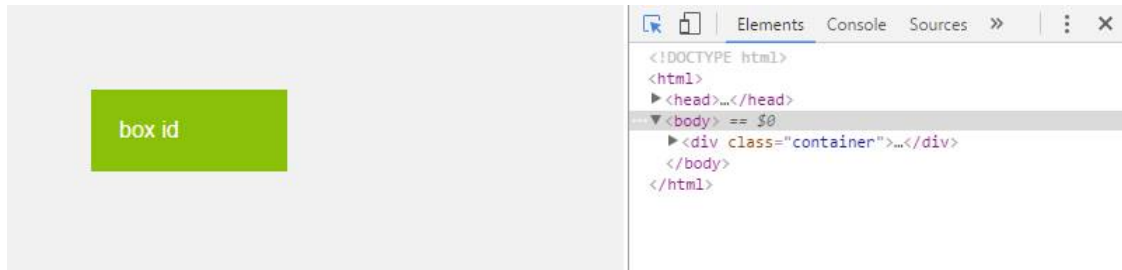 box id
Elements Console Sources »
<!DOCTYPE html>
<html>
▶<head>…</head>
…▼<body> == $0
▶<div class="container">…</div>
</body>
</html>